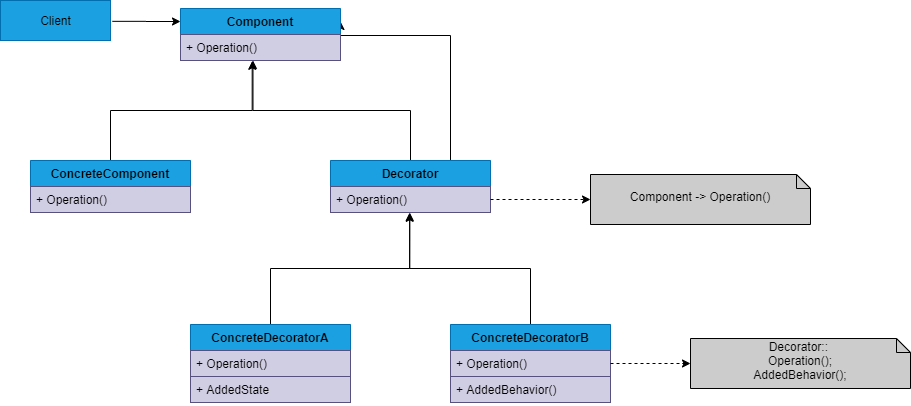 Client
Component
+ Operation()
ConcreteComponent
+ Operation()
Decorator
+ Operation()
Component -> Operation()
ConcreteDecoratorA
+ Operation()
+ AddedState
ConcreteDecoratorB
+ Operation()
+ AddedBehavior()
Decorator::
Operation();
AddedBehavior();